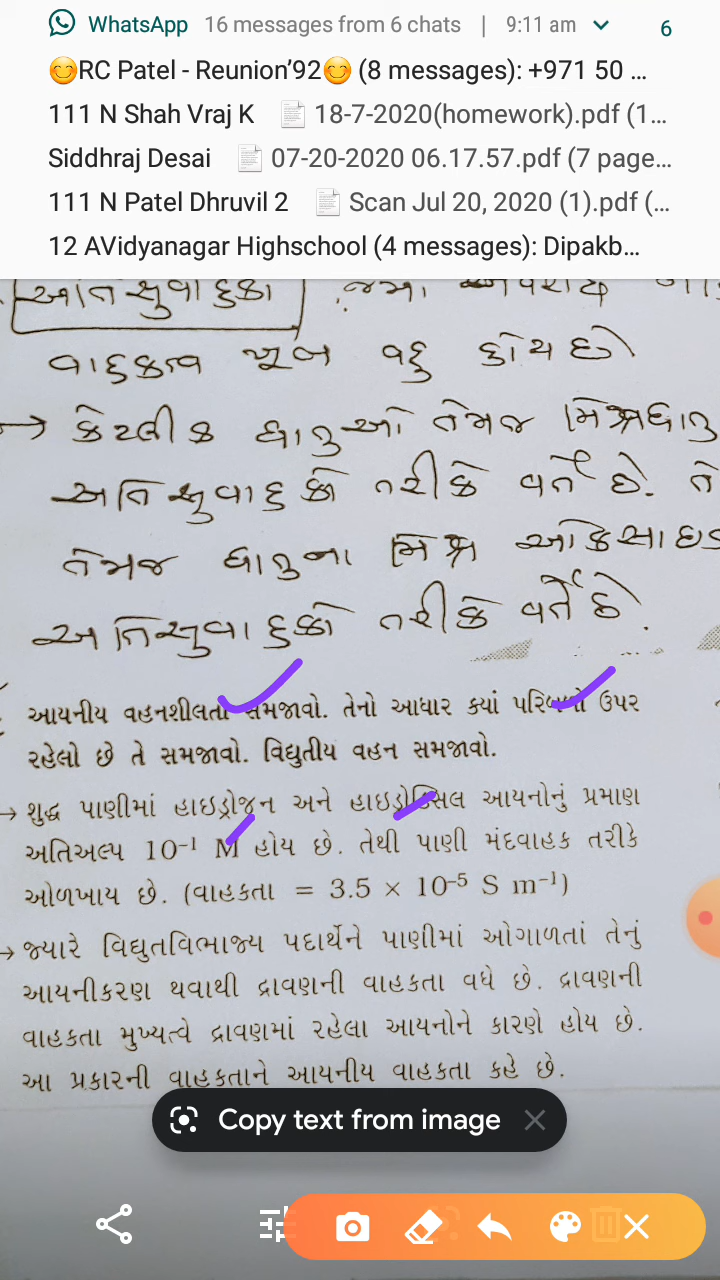 WhatsApp 16 messages from 6 chats | 9:11 am 6
😊RC Patel - Reunion’92😊 (8 messages): +971 50 ...
111 N Shah Vraj K 18-7-2020(homework).pdf (1...
Siddhraj Desai 07-20-2020 06.17.57.pdf (7 page...
111 N Patel Dhruvil 2 Scan Jul 20, 2020 (1).pdf (...
12 AVidyanagar Highschool (4 messages): Dipakb...
અતિસુવાહકો જેમાં
વાહકત્વ ખૂબ વધુ હોય છે
→ કેટલીક ધાતુઓ તેમજ મિશ્રધાતુ
અતિસુવાહકો તરીકે વર્તે છે. તે
તેમજ ધાતુના મિશ્ર ઓકિસાઇડ
અતિસુવાહકો તરીકે વર્તે છે.
આયનીય વહનશીલતા સમજાવો. તેનો આધાર ક્યાં પરિબળો ઉપર
રહેલો છે તે સમજાવો. વિદ્યુતીય વહન સમજાવો.
→ શુદ્ધ પાણીમાં હાઇડ્રોજન અને હાઇડ્રોક્સિલ આયનોનું પ્રમાણ
અતિઅલ્પ 10⁻¹ M હોય છે. તેથી પાણી મંદવાહક તરીકે
ઓળખાય છે. (વાહકતા = 3.5 × 10⁻⁵ S m⁻¹)
→ જ્યારે વિદ્યુતવિભાજ્ય પદાર્થને પાણીમાં ઓગાળતાં તેનું
આયનીકરણ થવાથી દ્રાવણની વાહકતા વધે છે. દ્રાવણની
વાહકતા મુખ્યત્વે દ્રાવણમાં રહેલા આયનોને કારણે હોય છે.
આ પ્રકારની વાહકતાને આયનીય વાહકતા કહે છે.
Copy text from image